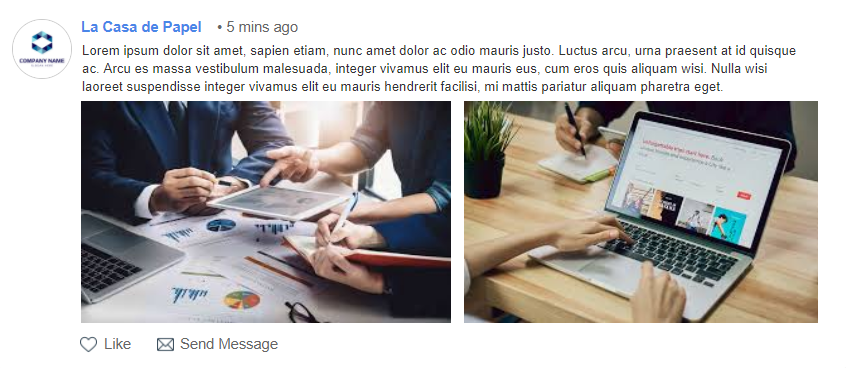 La Casa de Papel • 5 mins ago
COMPANY NAME
Lorem ipsum dolor sit amet, sapien etiam, nunc amet dolor ac odio mauris justo. Luctus arcu, urna praesent at id quisque
ac. Arcu es massa vestibulum malesuada, integer vivamus elit eu mauris eus, cum eros quis aliquam wisi. Nulla wisi
laoreet suspendisse integer vivamus elit eu mauris hendrerit facilisi, mi mattis pariatur aliquam pharetra eget.
Like Send Message